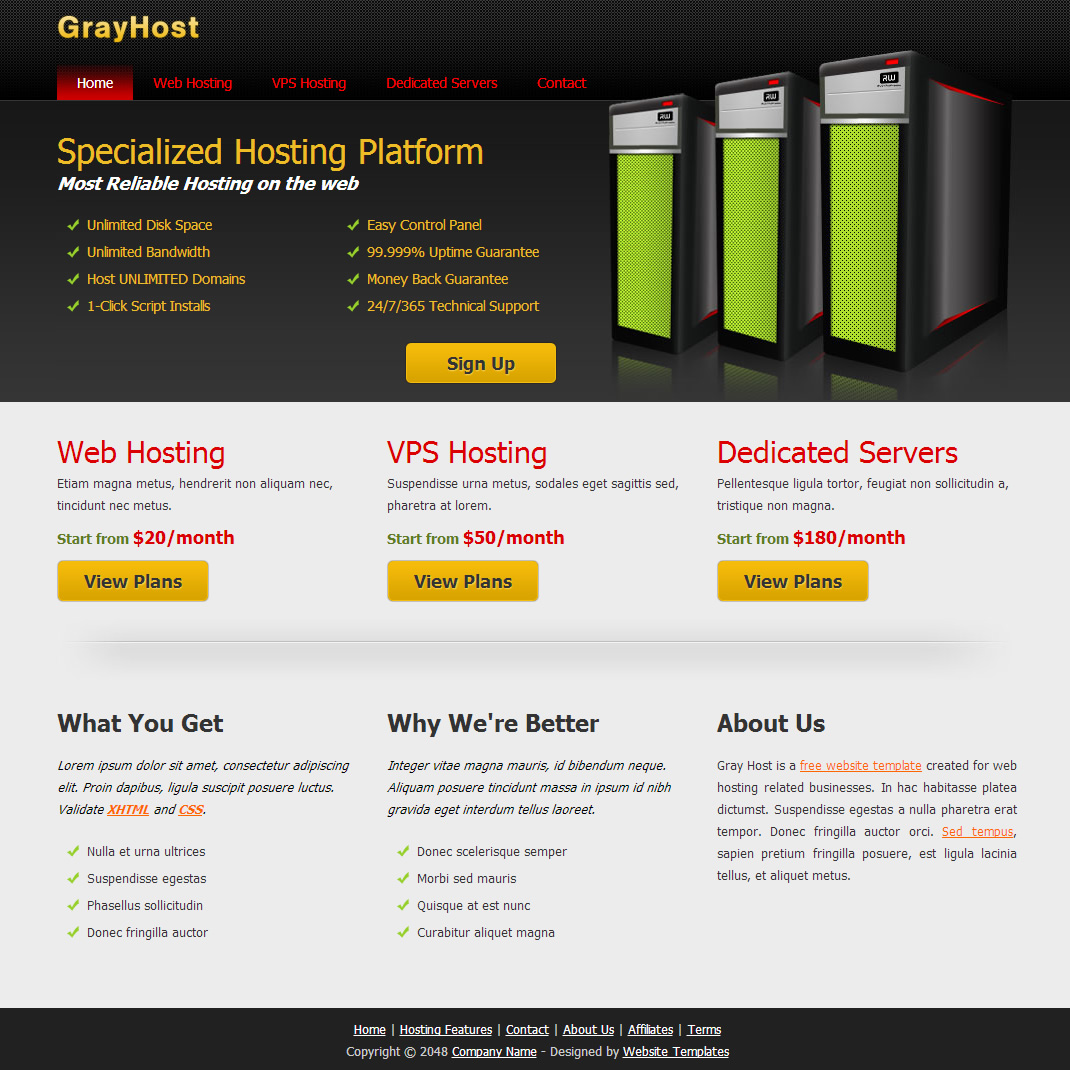 GrayHost
Home Web Hosting VPS Hosting Dedicated Servers Contact
Specialized Hosting Platform
Most Reliable Hosting on the web
Unlimited Disk Space
Unlimited Bandwidth
Host UNLIMITED Domains
1-Click Script Installs
Easy Control Panel
99.999% Uptime Guarantee
Money Back Guarantee
24/7/365 Technical Support
Sign Up
RW
RW
RW
Web Hosting
Etiam magna metus, hendrerit non aliquam nec,
tincidunt nec metus.
Start from $20/month
View Plans
VPS Hosting
Suspendisse urna metus, sodales eget sagittis sed,
pharetra at lorem.
Start from $50/month
View Plans
Dedicated Servers
Pellentesque ligula tortor, feugiat non sollicitudin a,
tristique non magna.
Start from $180/month
View Plans
What You Get
Lorem ipsum dolor sit amet, consectetur adipiscing
elit. Proin dapibus, ligula suscipit posuere luctus.
Validate XHTML and CSS.
Nulla et urna ultrices
Suspendisse egestas
Phasellus sollicitudin
Donec fringilla auctor
Why We're Better
Integer vitae magna mauris, id bibendum neque.
Aliquam posuere tincidunt massa in ipsum id nibh
gravida eget interdum tellus laoreet.
Donec scelerisque semper
Morbi sed mauris
Quisque at est nunc
Curabitur aliquet magna
About Us
Gray Host is a free website template created for web
hosting related businesses. In hac habitasse platea
dictumst. Suspendisse egestas a nulla pharetra erat
tempor. Donec fringilla auctor orci. Sed tempus,
sapien pretium fringilla posuere, est ligula lacinia
tellus, et aliquet metus.
Home | Hosting Features | Contact | About Us | Affiliates | Terms
Copyright © 2048 Company Name - Designed by Website Templates